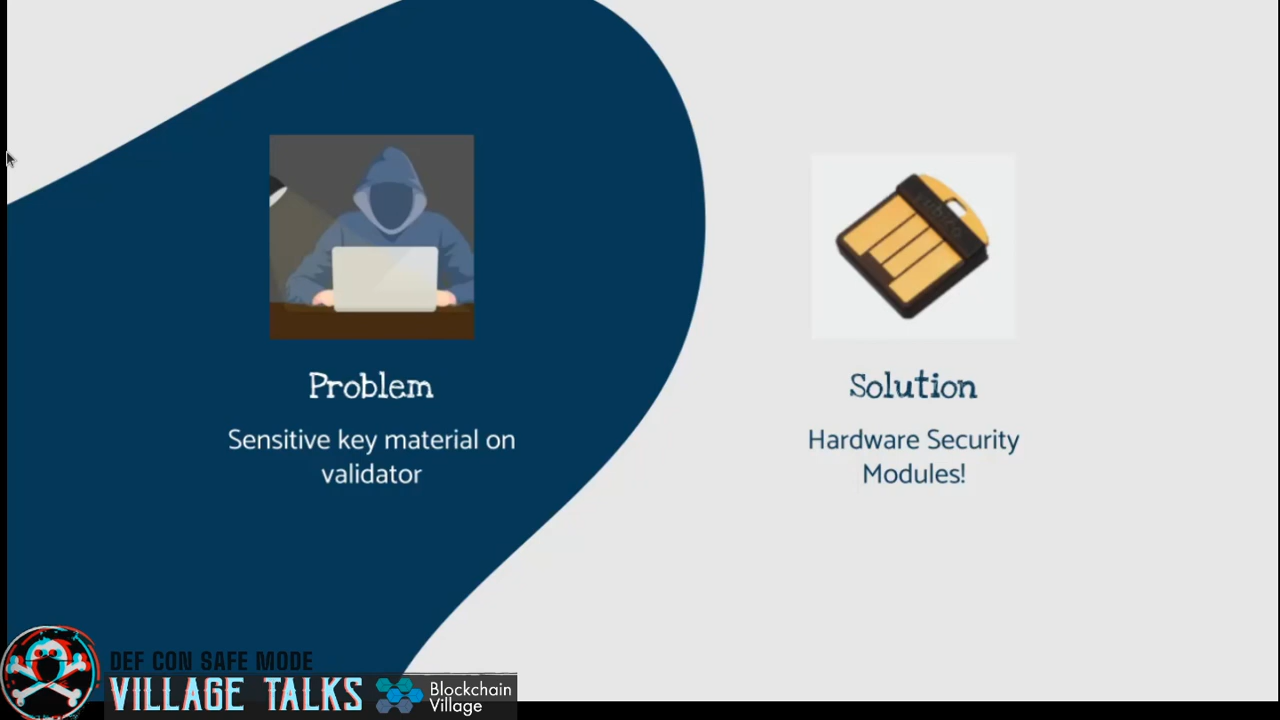 Problem
Sensitive key material on
validator
Solution
Hardware Security
Modules!
DEF CON SAFE MODE
VILLAGE TALKS
Blockchain
Village